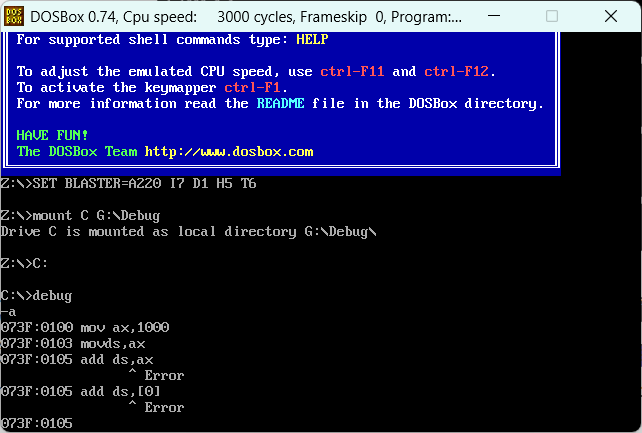 DOSBox 0.74, Cpu speed: 3000 cycles, Frameskip 0, Program:...
For supported shell commands type: HELP
To adjust the emulated CPU speed, use ctrl-F11 and ctrl-F12.
To activate the keymapper ctrl-F1.
For more information read the README file in the DOSBox directory.
HAVE FUN!
The DOSBox Team http://www.dosbox.com
Z:\>SET BLASTER=A220 I7 D1 H5 T6
Z:\>mount C G:\Debug
Drive C is mounted as local directory G:\Debug\
Z:\>C:
C:\>debug
-a
073F:0100 mov ax,1000
073F:0103 movds,ax
073F:0105 add ds,ax
^ Error
073F:0105 add ds,[0]
^ Error
073F:0105